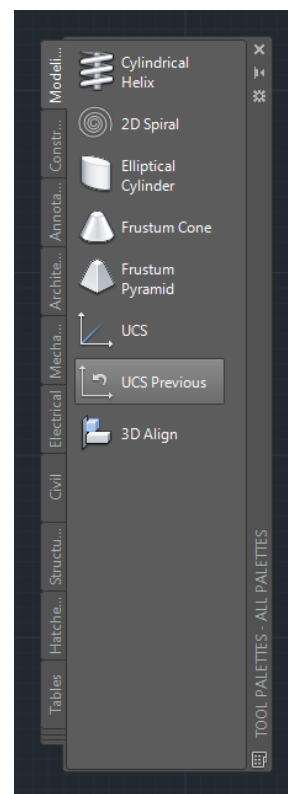 Modeli...
Constr...
Annota...
Archite...
Mecha...
Electrical
Civil
Structu...
Hatche...
Tables
Cylindrical
Helix
2D Spiral
Elliptical
Cylinder
Frustum Cone
Frustum
Pyramid
UCS
UCS Previous
3D Align
TOOL PALETTES - ALL PALETTES